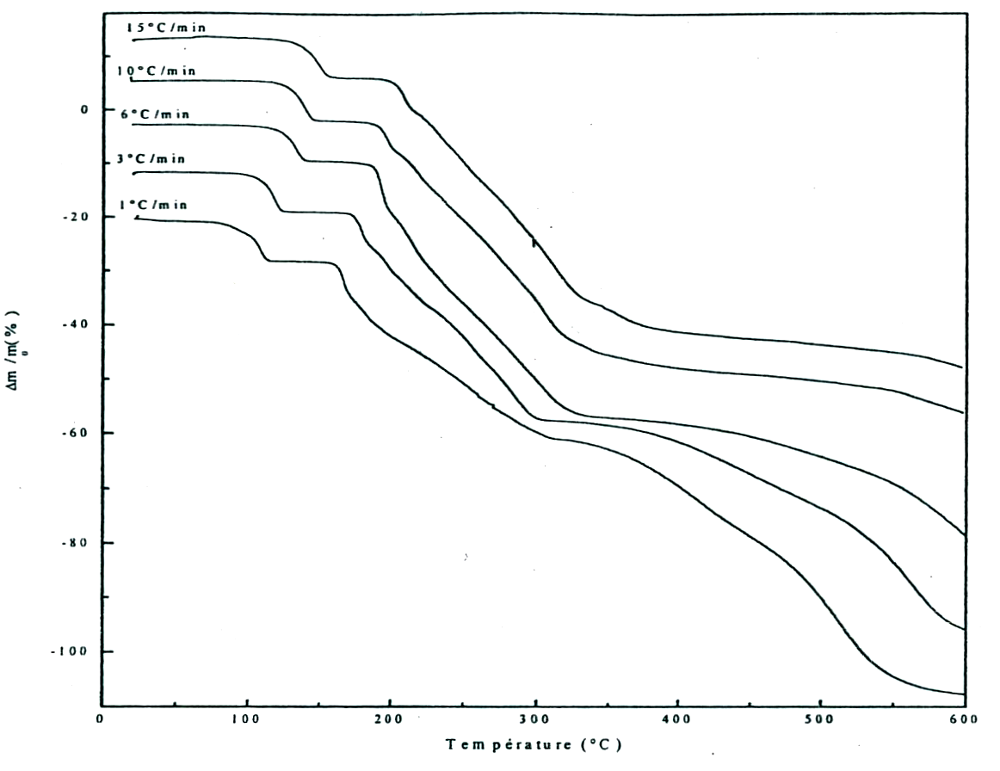 15°C/min
10°C/min
0
6°C/min
3°C/min
1°C/min
-20
-40
Δm/m₀(%)
-60
-80
-100
0 100 200 300 400 500 600
Température (°C)